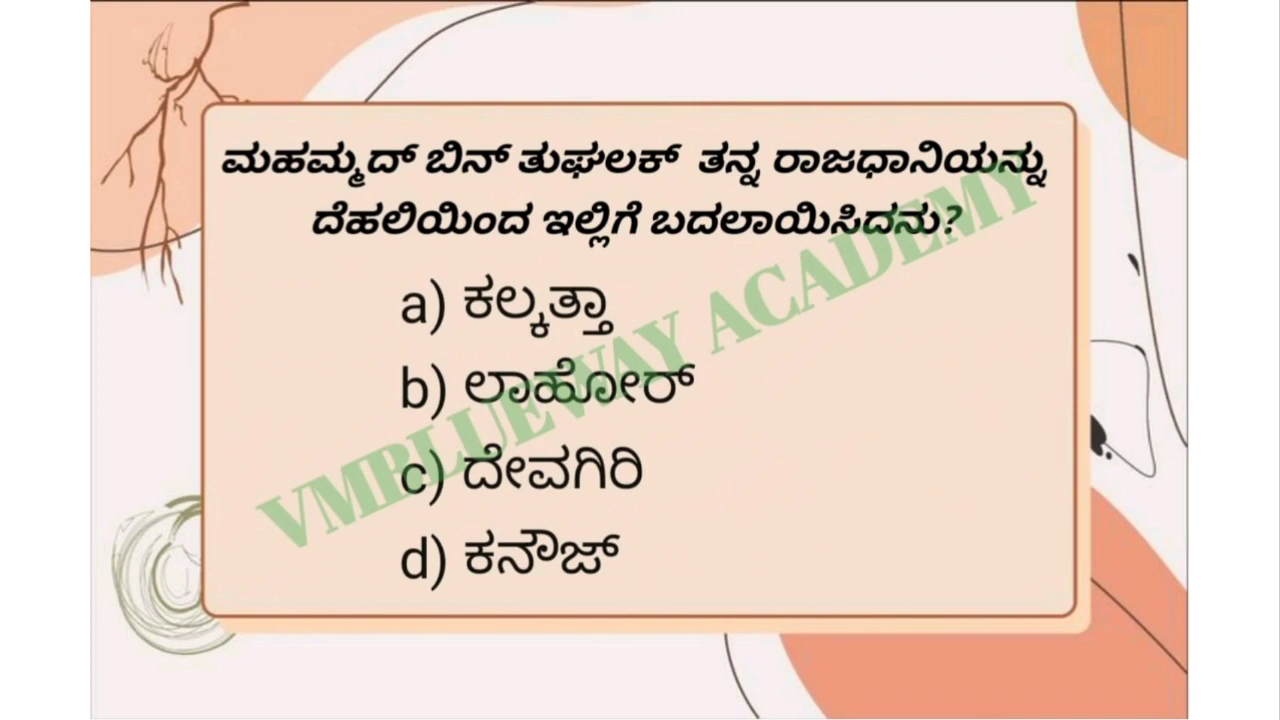 ಮಹಮ್ಮದ್ ಬಿನ್ ತುಘಲಕ್ ತನ್ನ ರಾಜಧಾನಿಯನ್ನು
ದೆಹಲಿಯಿಂದ ಇಲ್ಲಿಗೆ ಬದಲಾಯಿಸಿದನು?
a) ಕಲ್ಕತ್ತಾ
b) ಲಾಹೋರ್
c) ದೇವಗಿರಿ
d) ಕನೌಜ್
VMBLUEWAY ACADEMY